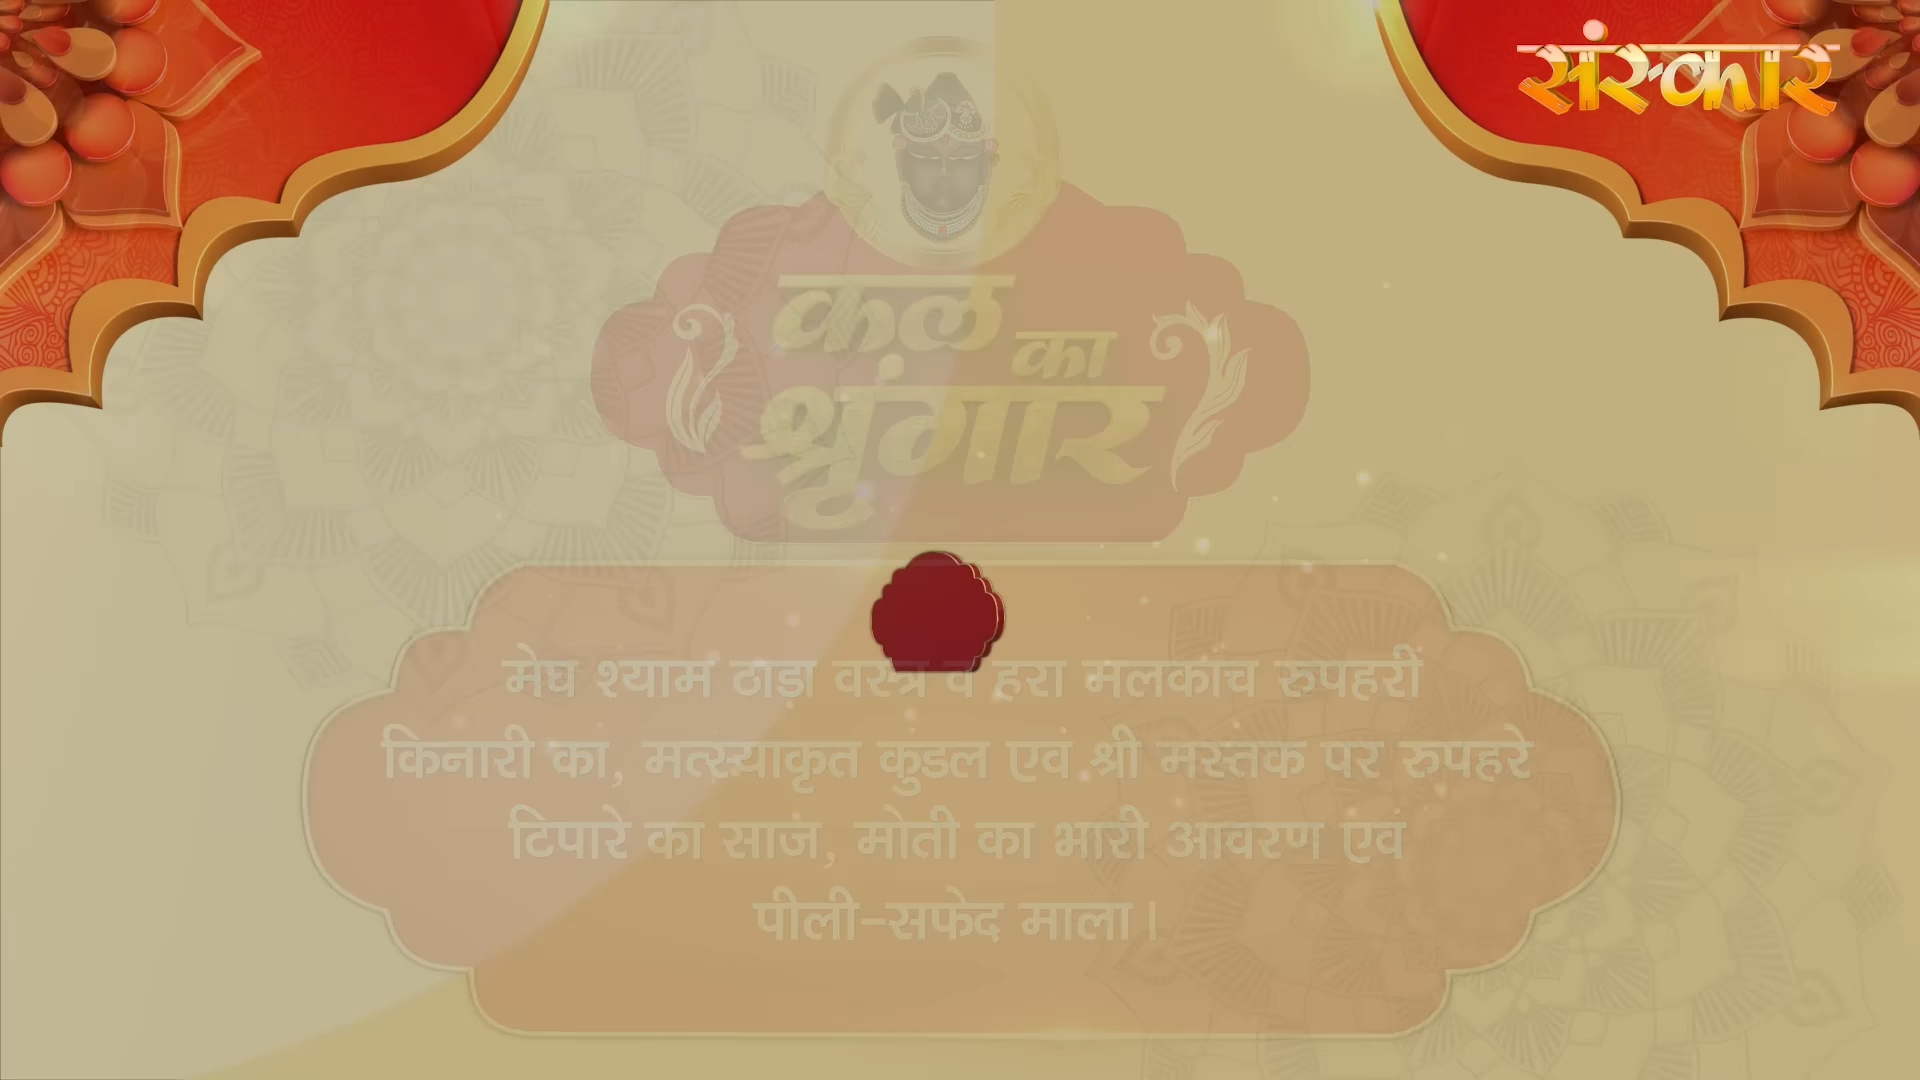 संस्कार
कल का
श्रृंगार
मेघ श्याम ठाड़ा वस्त्र व हरा मलकाच रुपहरी
किनारी का, मत्स्याकृत कुंडल एवं श्री मस्तक पर रुपहरे
टिपारे का साज, मोती का भारी आवरण एवं
पीली-सफेद माला।